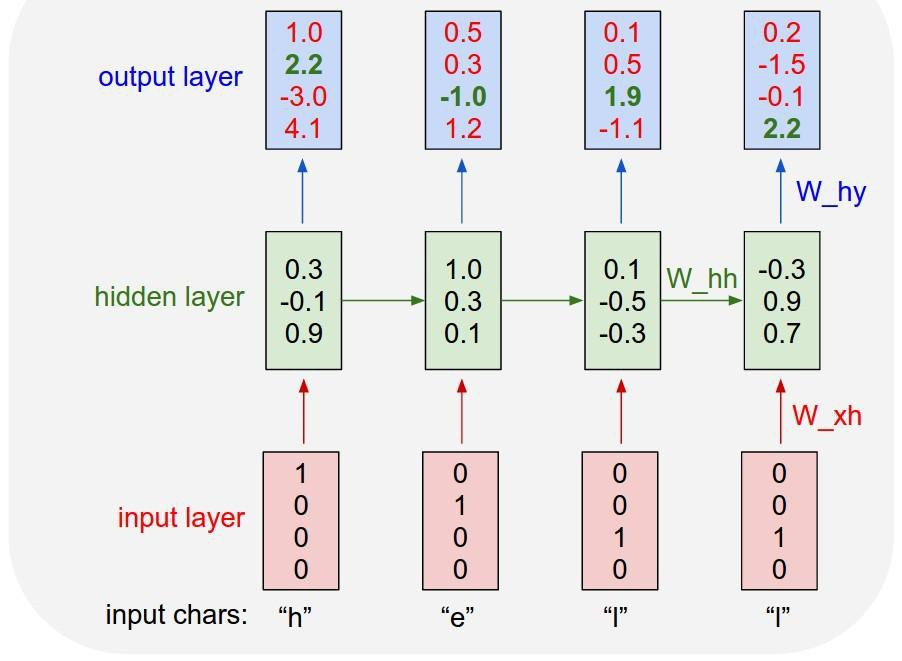 1.0 0.5 0.1 0.2
output layer 2.2 0.3 0.5 -1.5
-3.0 -1.0 1.9 -0.1
4.1 1.2 -1.1 2.2
W_hy
0.3 1.0 0.1 -0.3
hidden layer -0.1 0.3 -0.5 W_hh 0.9
0.9 0.1 -0.3 0.7
W_xh
1 0 0 0
0 1 0 0
input layer
0 0 1 1
0 0 0 0
input chars: “h” “e” “l” “l”